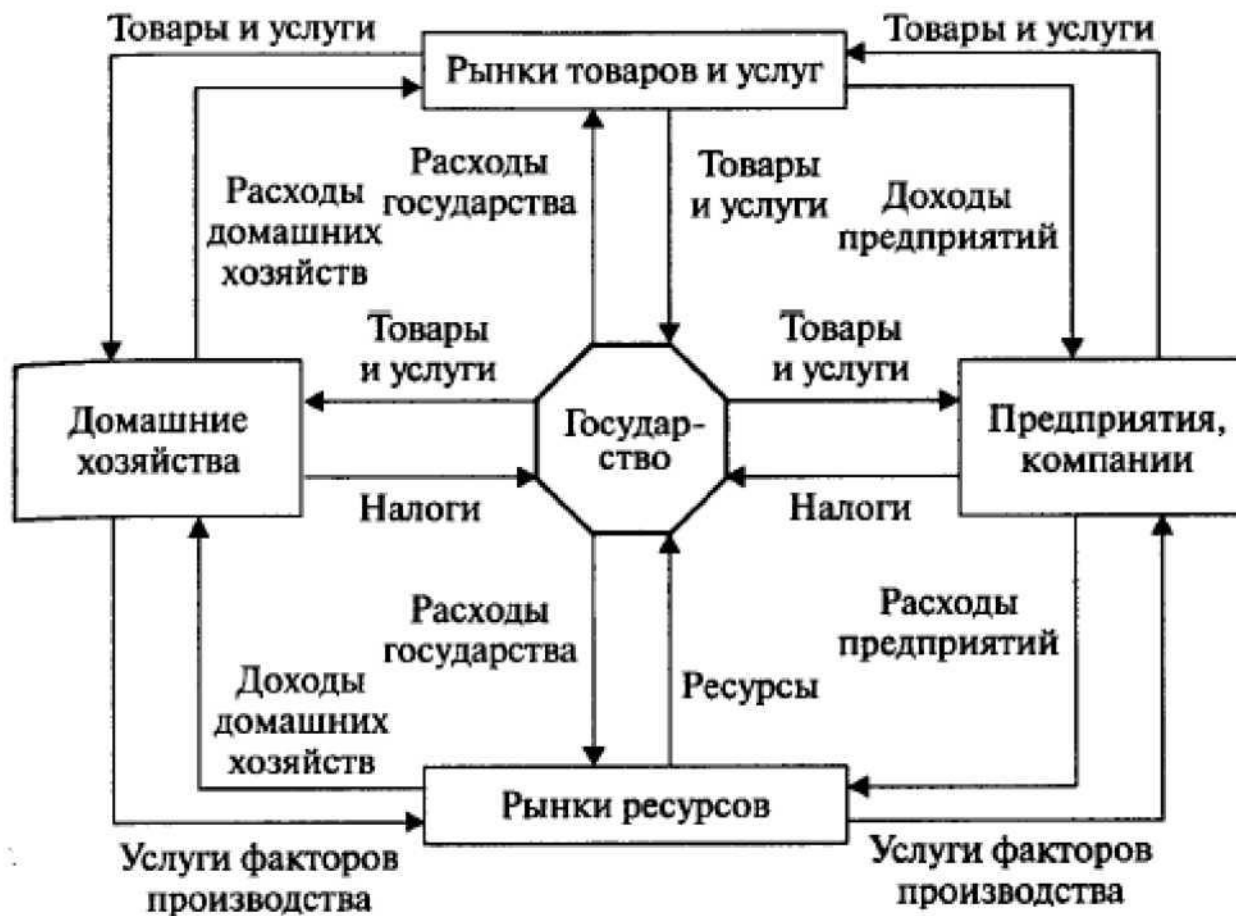 Товары и услуги
Товары и услуги
Рынки товаров и услуг
Расходы
государства
Товары
и услуги
Расходы
домашних
хозяйств
Доходы
предприятий
Товары
и услуги
Товары
и услуги
Домашние
хозяйства
Государ-
ство
Предприятия,
компании
Налоги
Налоги
Расходы
государства
Расходы
предприятий
Доходы
домашних
хозяйств
Ресурсы
Рынки ресурсов
Услуги факторов
производства
Услуги факторов
производства